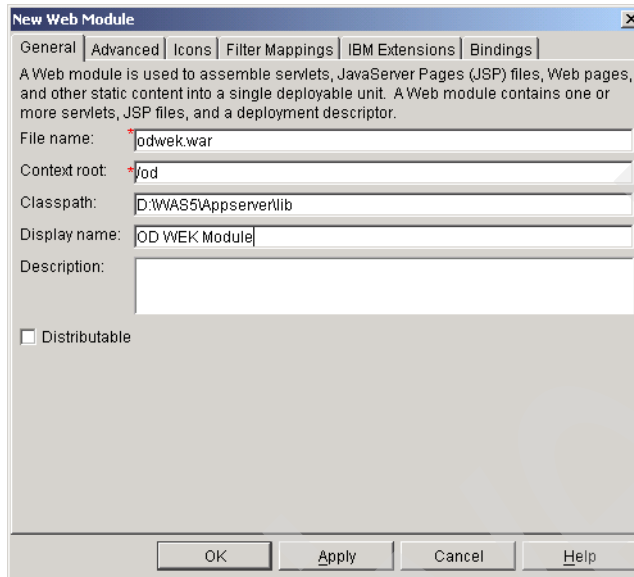 New Web Module
General Advanced Icons Filter Mappings IBM Extensions Bindings
A Web module is used to assemble servlets, JavaServer Pages (JSP) files, Web pages,
and other static content into a single deployable unit. A Web module contains one or
more servlets, JSP files, and a deployment descriptor.
File name: *odwek.war
Context root: */od
Classpath: D:\WAS5\Appserver\lib
Display name: OD WEK Module
Description:
Distributable
OK Apply Cancel Help